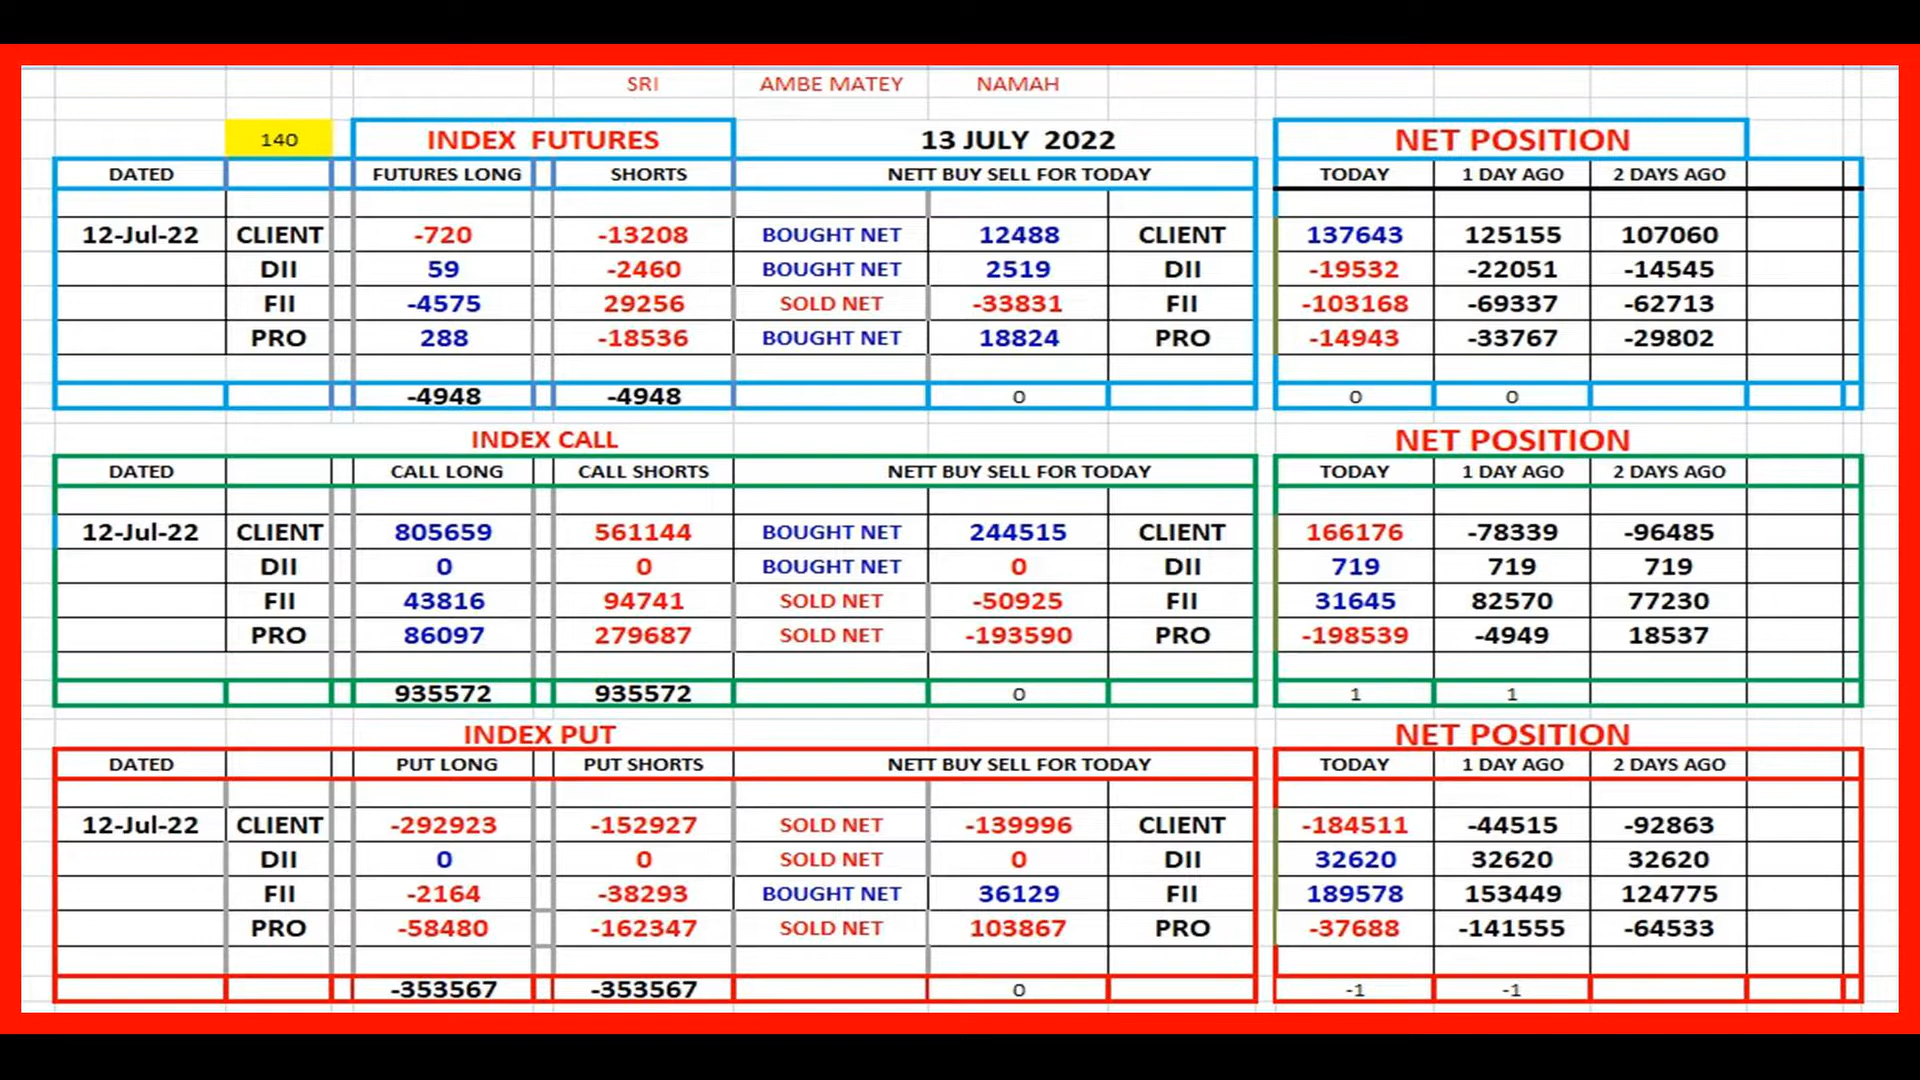 SRI AMBE MATEY NAMAH
140 INDEX FUTURES 13 JULY 2022 NET POSITION
DATED FUTURES LONG SHORTS NETT BUY SELL FOR TODAY TODAY 1 DAY AGO 2 DAYS AGO
12-Jul-22 CLIENT -720 -13208 BOUGHT NET 12488 CLIENT 137643 125155 107060
DII 59 -2460 BOUGHT NET 2519 DII -19532 -22051 -14545
FII -4575 29256 SOLD NET -33831 FII -103168 -69337 -62713
PRO 288 -18536 BOUGHT NET 18824 PRO -14943 -33767 -29802
-4948 -4948 0 0 0
INDEX CALL NET POSITION
DATED CALL LONG CALL SHORTS NETT BUY SELL FOR TODAY TODAY 1 DAY AGO 2 DAYS AGO
12-Jul-22 CLIENT 805659 561144 BOUGHT NET 244515 CLIENT 166176 -78339 -96485
DII 0 0 BOUGHT NET 0 DII 719 719 719
FII 43816 94741 SOLD NET -50925 FII 31645 82570 77230
PRO 86097 279687 SOLD NET -193590 PRO -198539 -4949 18537
935572 935572 0 1 1
INDEX PUT NET POSITION
DATED PUT LONG PUT SHORTS NETT BUY SELL FOR TODAY TODAY 1 DAY AGO 2 DAYS AGO
12-Jul-22 CLIENT -292923 -152927 SOLD NET -139996 CLIENT -184511 -44515 -92863
DII 0 0 SOLD NET 0 DII 32620 32620 32620
FII -2164 -38293 BOUGHT NET 36129 FII 189578 153449 124775
PRO -58480 -162347 SOLD NET 103867 PRO -37688 -141555 -64533
-353567 -353567 0 -1 -1